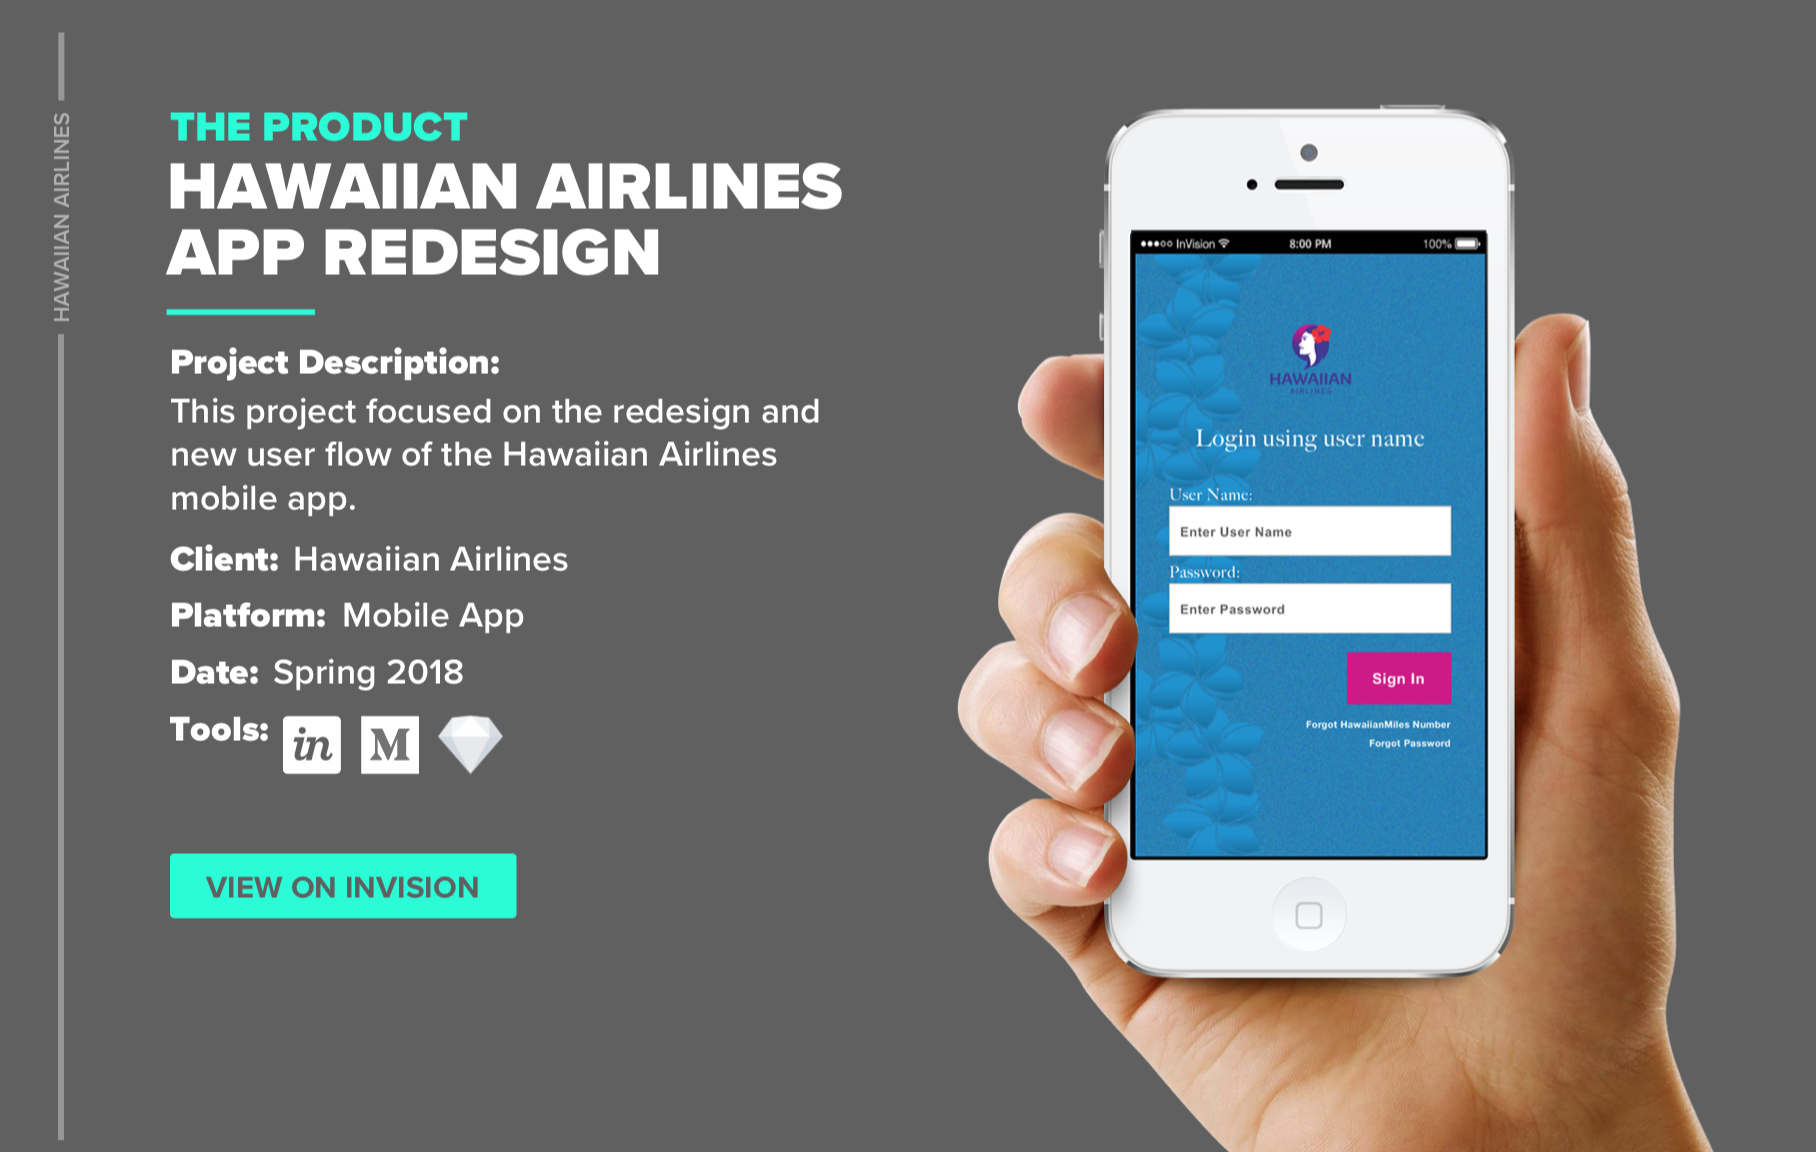 HAWAIIAN AIRLINES
THE PRODUCT
HAWAIIAN AIRLINES
APP REDESIGN
Project Description:
This project focused on the redesign and
new user flow of the Hawaiian Airlines
mobile app.
Client: Hawaiian Airlines
Platform: Mobile App
Date: Spring 2018
Tools: in M
VIEW ON INVISION
InVision 8:00 PM 100%
HAWAIIAN
AIRLINES
Login using user name
User Name:
Enter User Name
Password:
Enter Password
Sign In
Forgot HawaiianMiles Number
Forgot Password